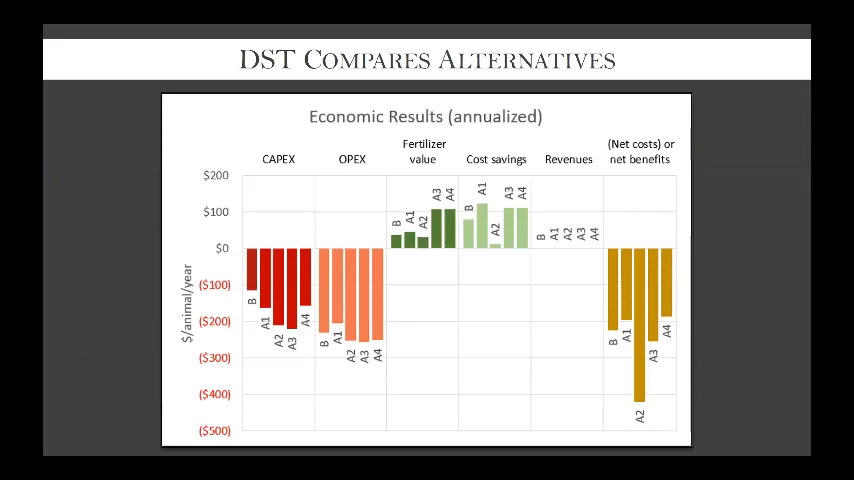 DST COMPARES ALTERNATIVES
Economic Results (annualized)
CAPEX
OPEX
Fertilizer
value
Cost savings
Revenues
(Net costs) or
net benefits
$200
$100
$0
($100)
($200)
($300)
($400)
($500)
$/animal/year
B
A1
A2
A3
A4
B
A1
A2
A3
A4
B
A1
A2
A3
A4
B
A1
A2
A3
A4
B
A1
A2
A3
A4
B
A1
A2
A3
A4